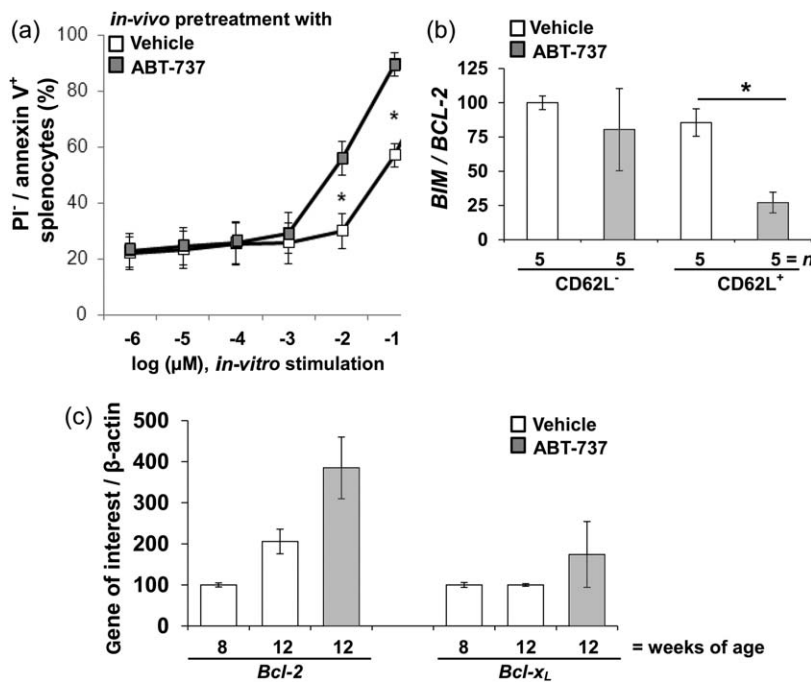 (a)
in-vivo pretreatment with
Vehicle
ABT-737
PI⁻ / annexin V⁺
splenocytes (%)
100
80
60
40
20
0
*
*
-6 -5 -4 -3 -2 -1
log (μM), in-vitro stimulation
(b)
Vehicle
ABT-737
BIM / BCL-2
125
100
75
50
25
0
*
5 5 5 5 = n
CD62L⁻ CD62L⁺
(c)
Vehicle
ABT-737
Gene of interest / β-actin
500
400
300
200
100
0
8 12 12 8 12 12 = weeks of age
Bcl-2 Bcl-x_L